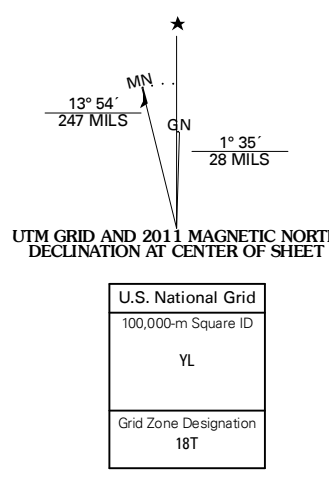 MN
13° 54´
247 MILS
GN
1° 35´
28 MILS
UTM GRID AND 2011 MAGNETIC NORT
DECLINATION AT CENTER OF SHEET
U.S. National Grid
100,000-m Square ID
YL
Grid Zone Designation
18T